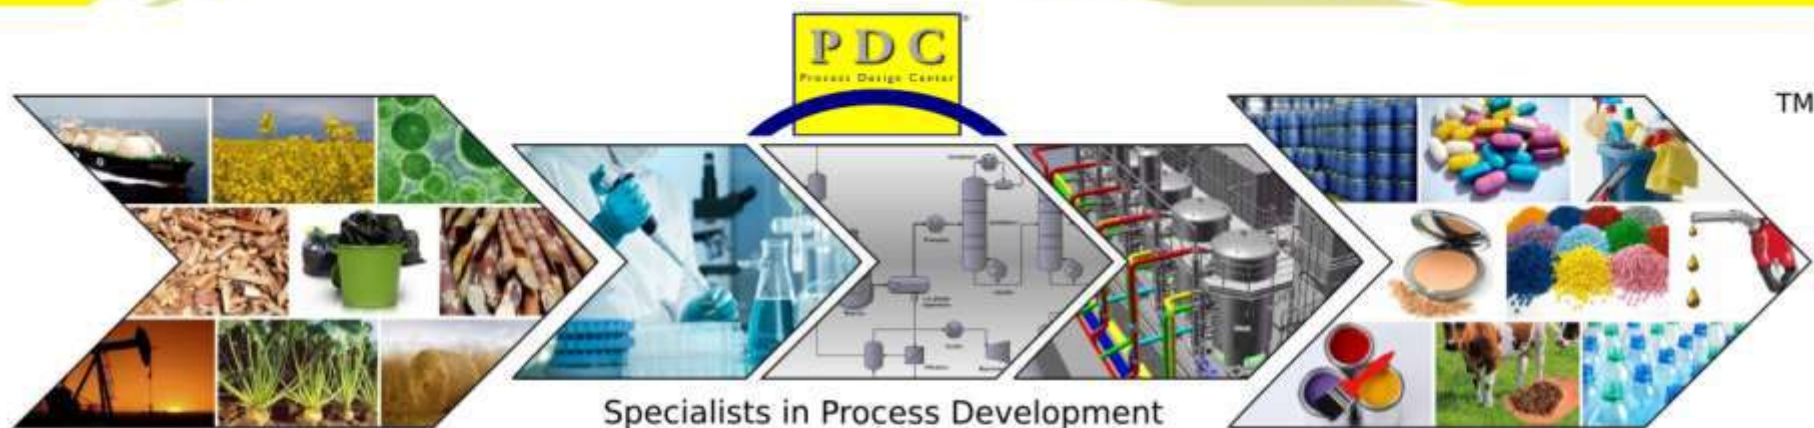 PDC
®
Process Design Center
TM
Specialists in Process Development